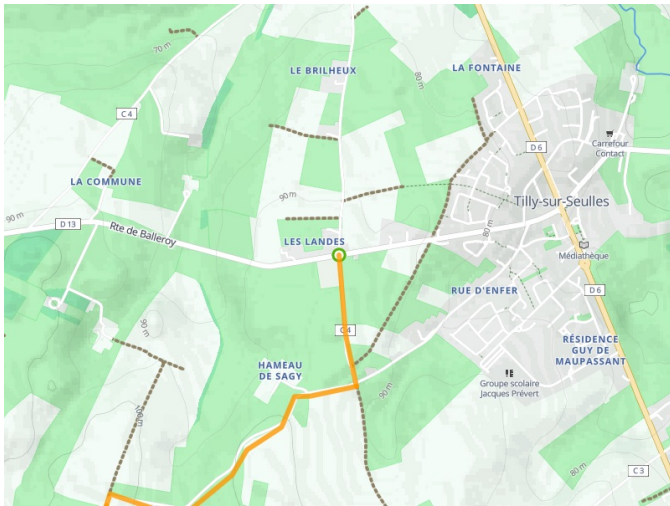 70 m
LE BRILHEUX
LA FONTAINE
80 m
C 4
D 6
Carrefour
Contact
LA COMMUNE
90 m
Tilly-sur-Seulles
90 m
D 13
Rte de Balleroy
LES LANDES
80 m
Médiathèque
RUE D'ENFER
D 6
90 m
C 4
RÉSIDENCE
GUY DE
MAUPASSANT
HAMEAU
DE SAGY
Groupe scolaire
Jacques Prévert
90 m
100 m
80 m
C 3